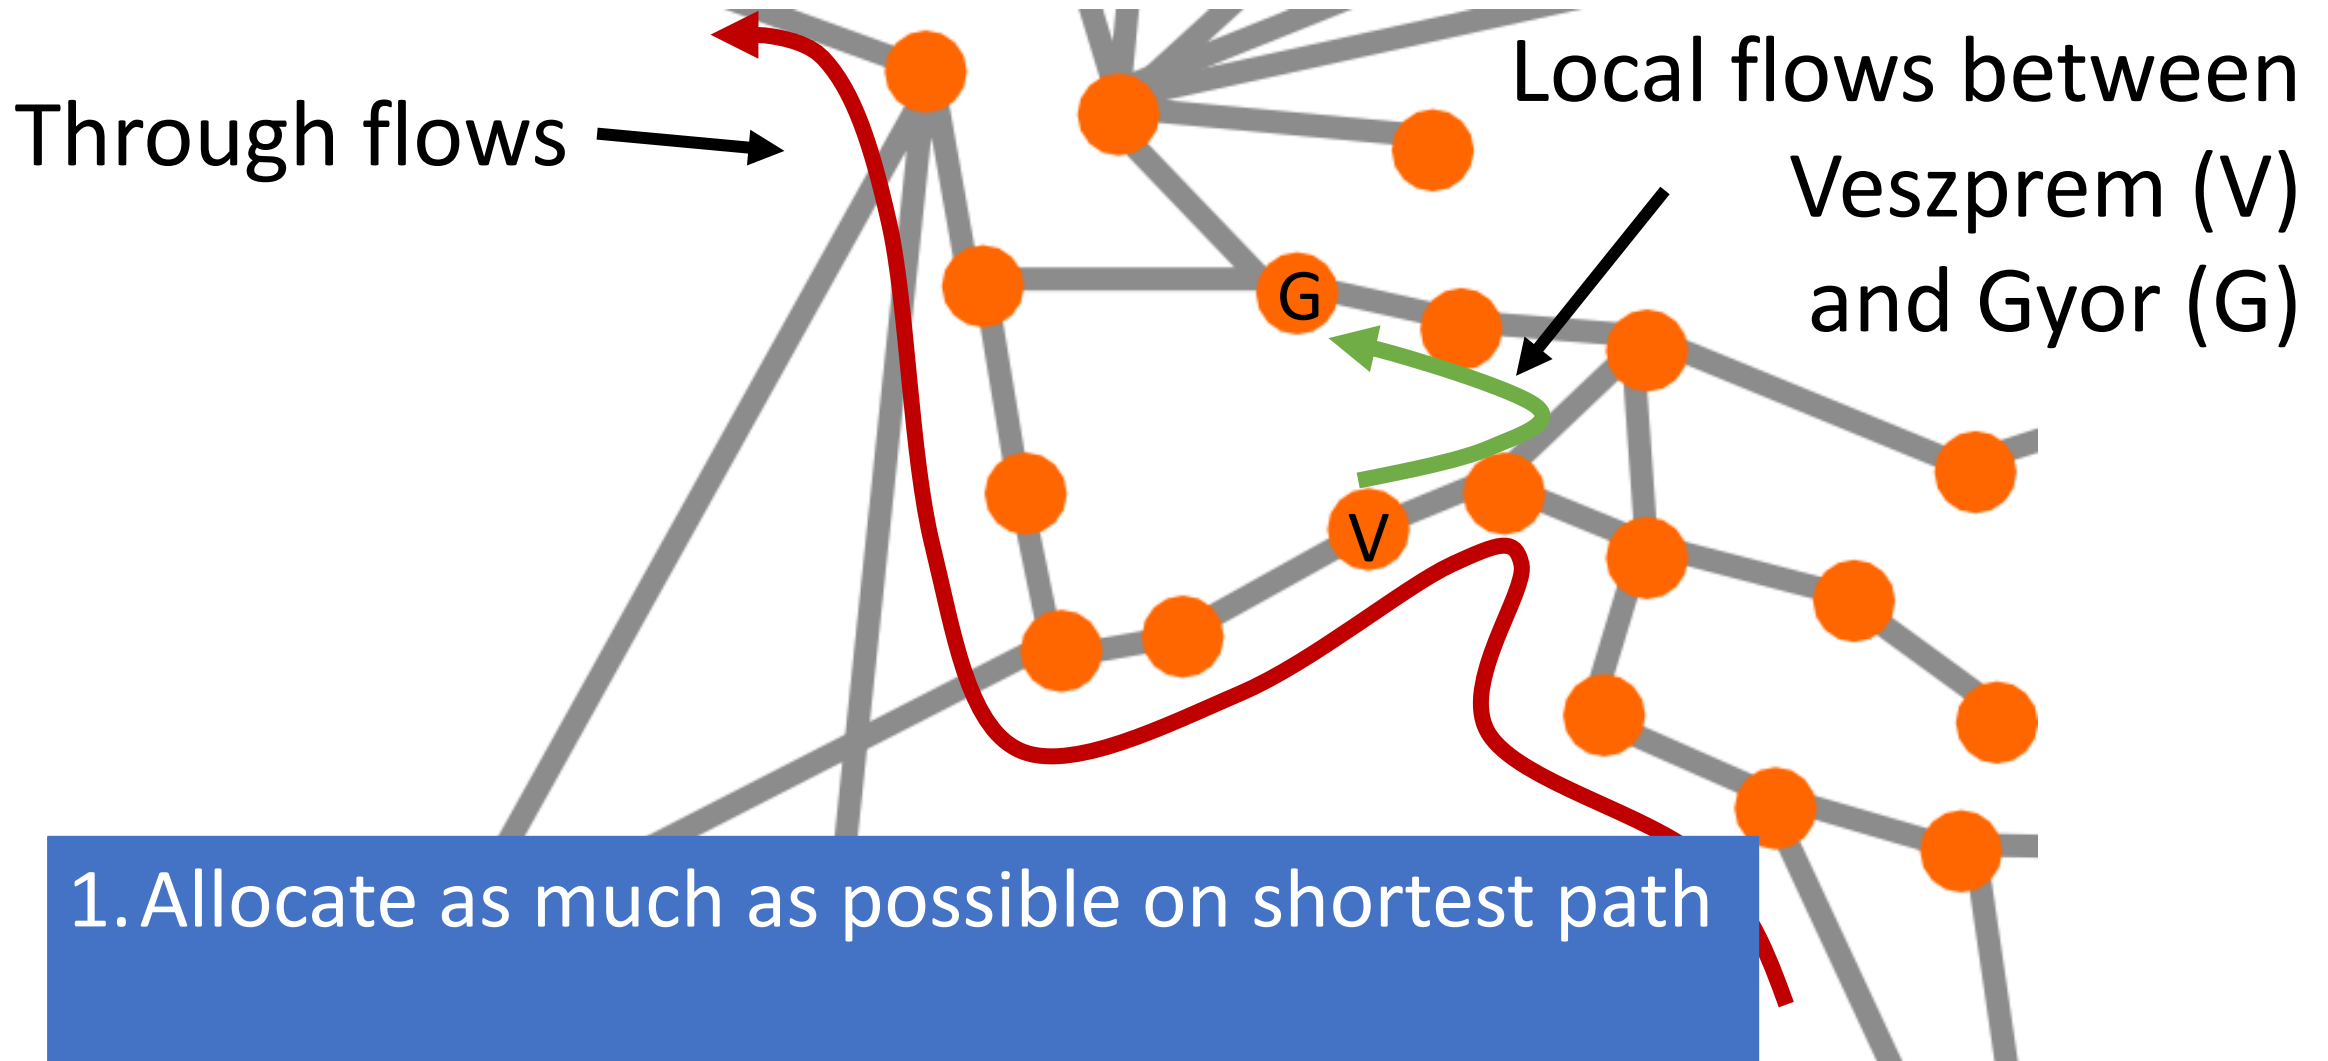 Through flows
Local flows between
Veszprem (V)
and Gyor (G)
G
V
1. Allocate as much as possible on shortest path